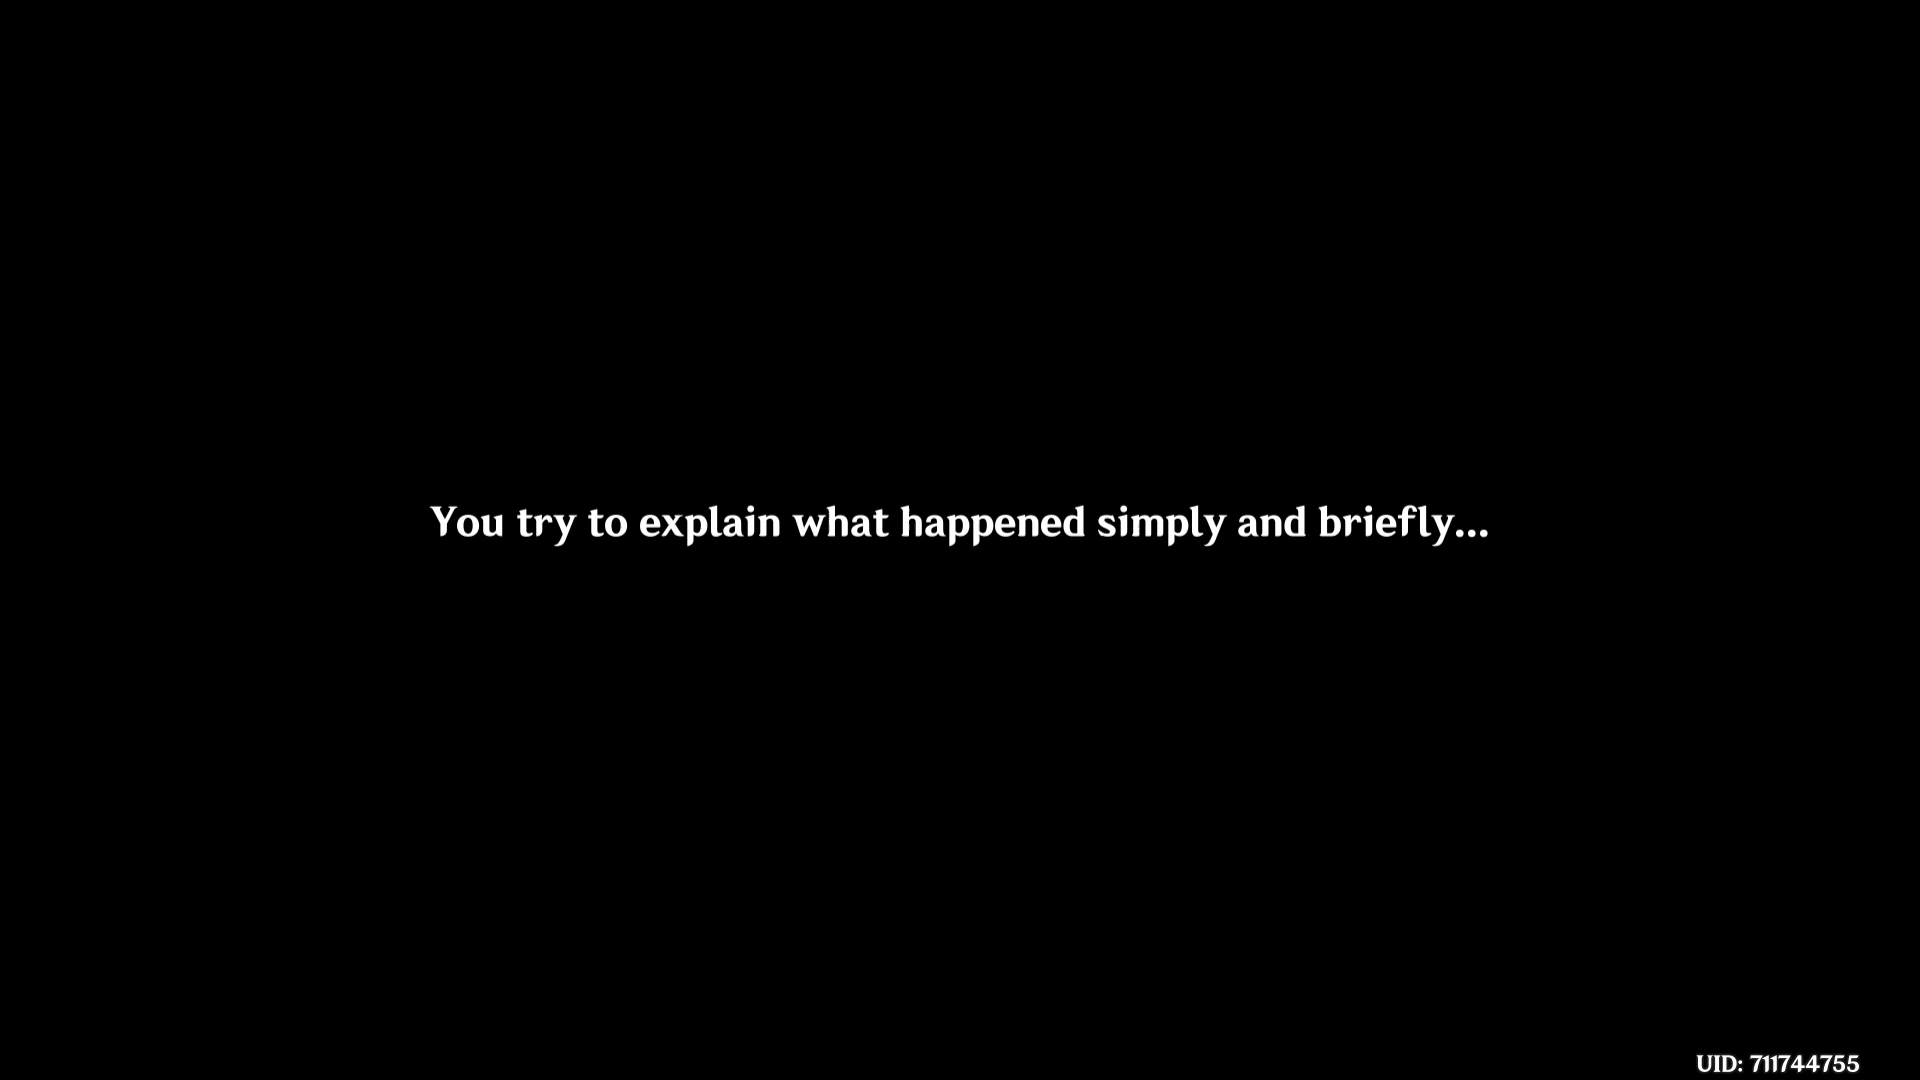 You try to explain what happened simply and briefly...
UID: 711744755